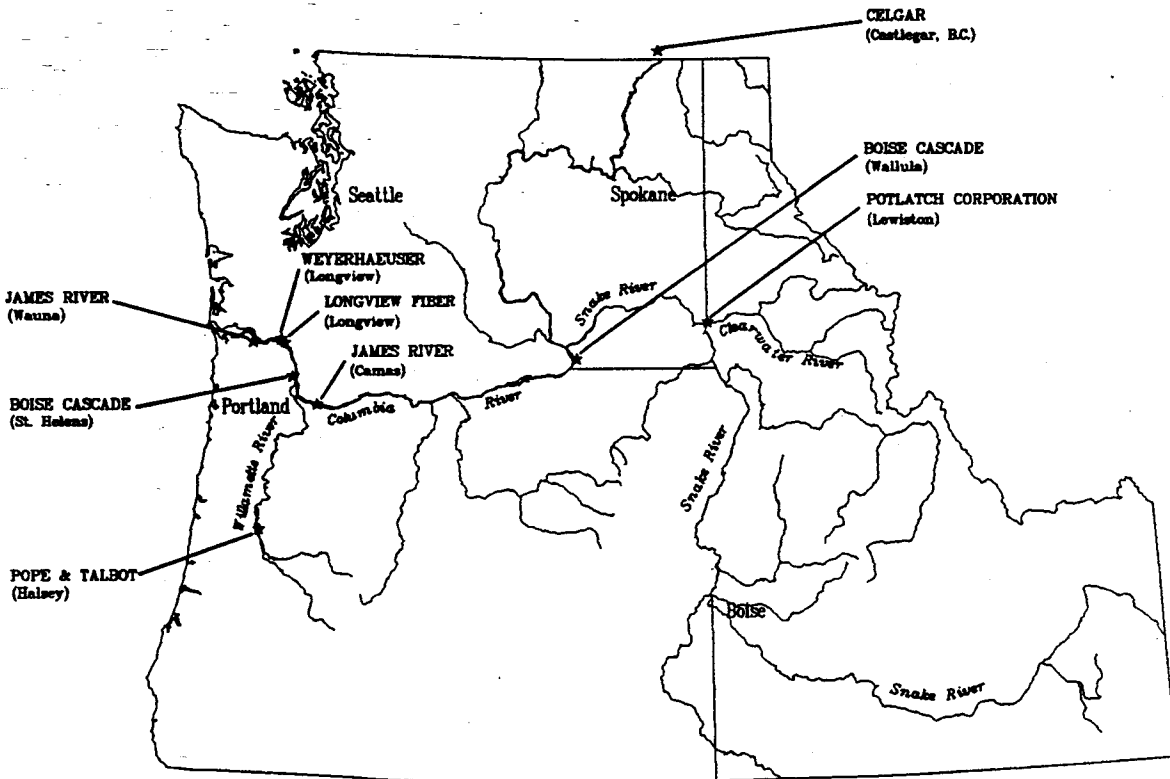 CELGAR
(Castlegar, B.C.)
BOISE CASCADE
(Wallula)
POTLATCH CORPORATION
(Lewiston)
Seattle
Spokane
WEYERHAEUSER
(Longview)
JAMES RIVER
(Wauna)
LONGVIEW FIBER
(Longview)
Snake River
Clearwater River
JAMES RIVER
(Camas)
BOISE CASCADE
(St. Helens)
Portland
Columbia
River
Willamette River
Snake River
POPE & TALBOT
(Halsey)
Boise
Snake River